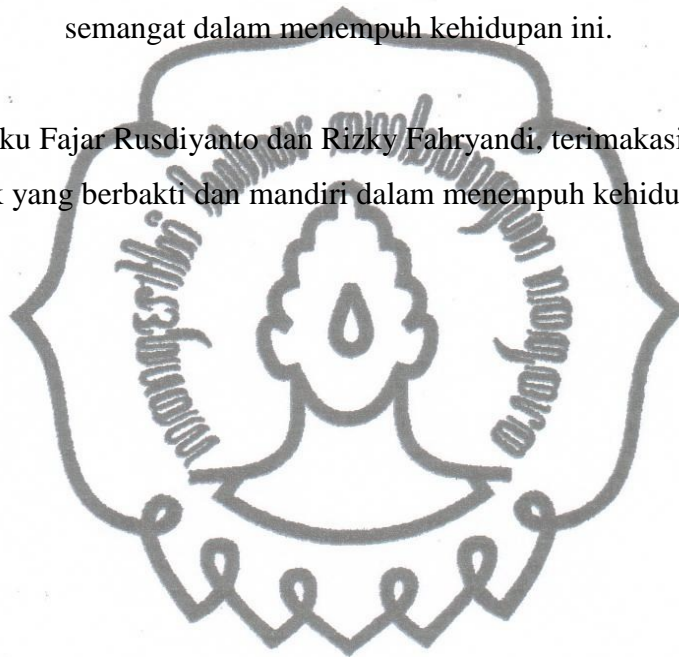 semangat dalam menempuh kehidupan ini.
ku Fajar Rusdiyanto dan Rizky Fahryandi, terimakasi
k yang berbakti dan mandiri dalam menempuh kehidu